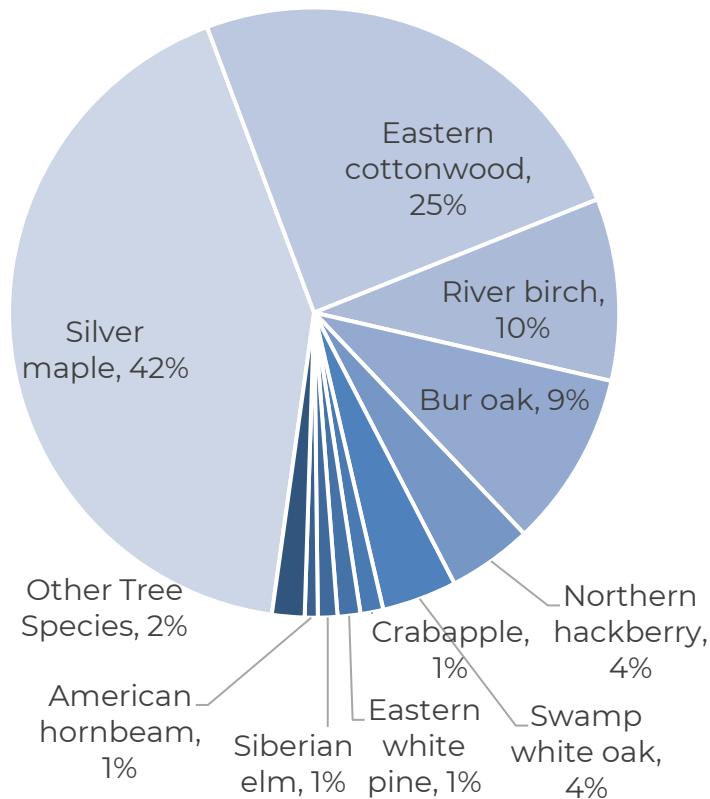 Eastern
cottonwood,
25%
River birch,
10%
Silver
maple, 42%
Bur oak, 9%
Other Tree
Species, 2%
Northern
hackberry,
4%
Crabapple,
1%
American
hornbeam,
1%
Siberian
elm, 1%
Eastern
white
pine, 1%
Swamp
white oak,
4%